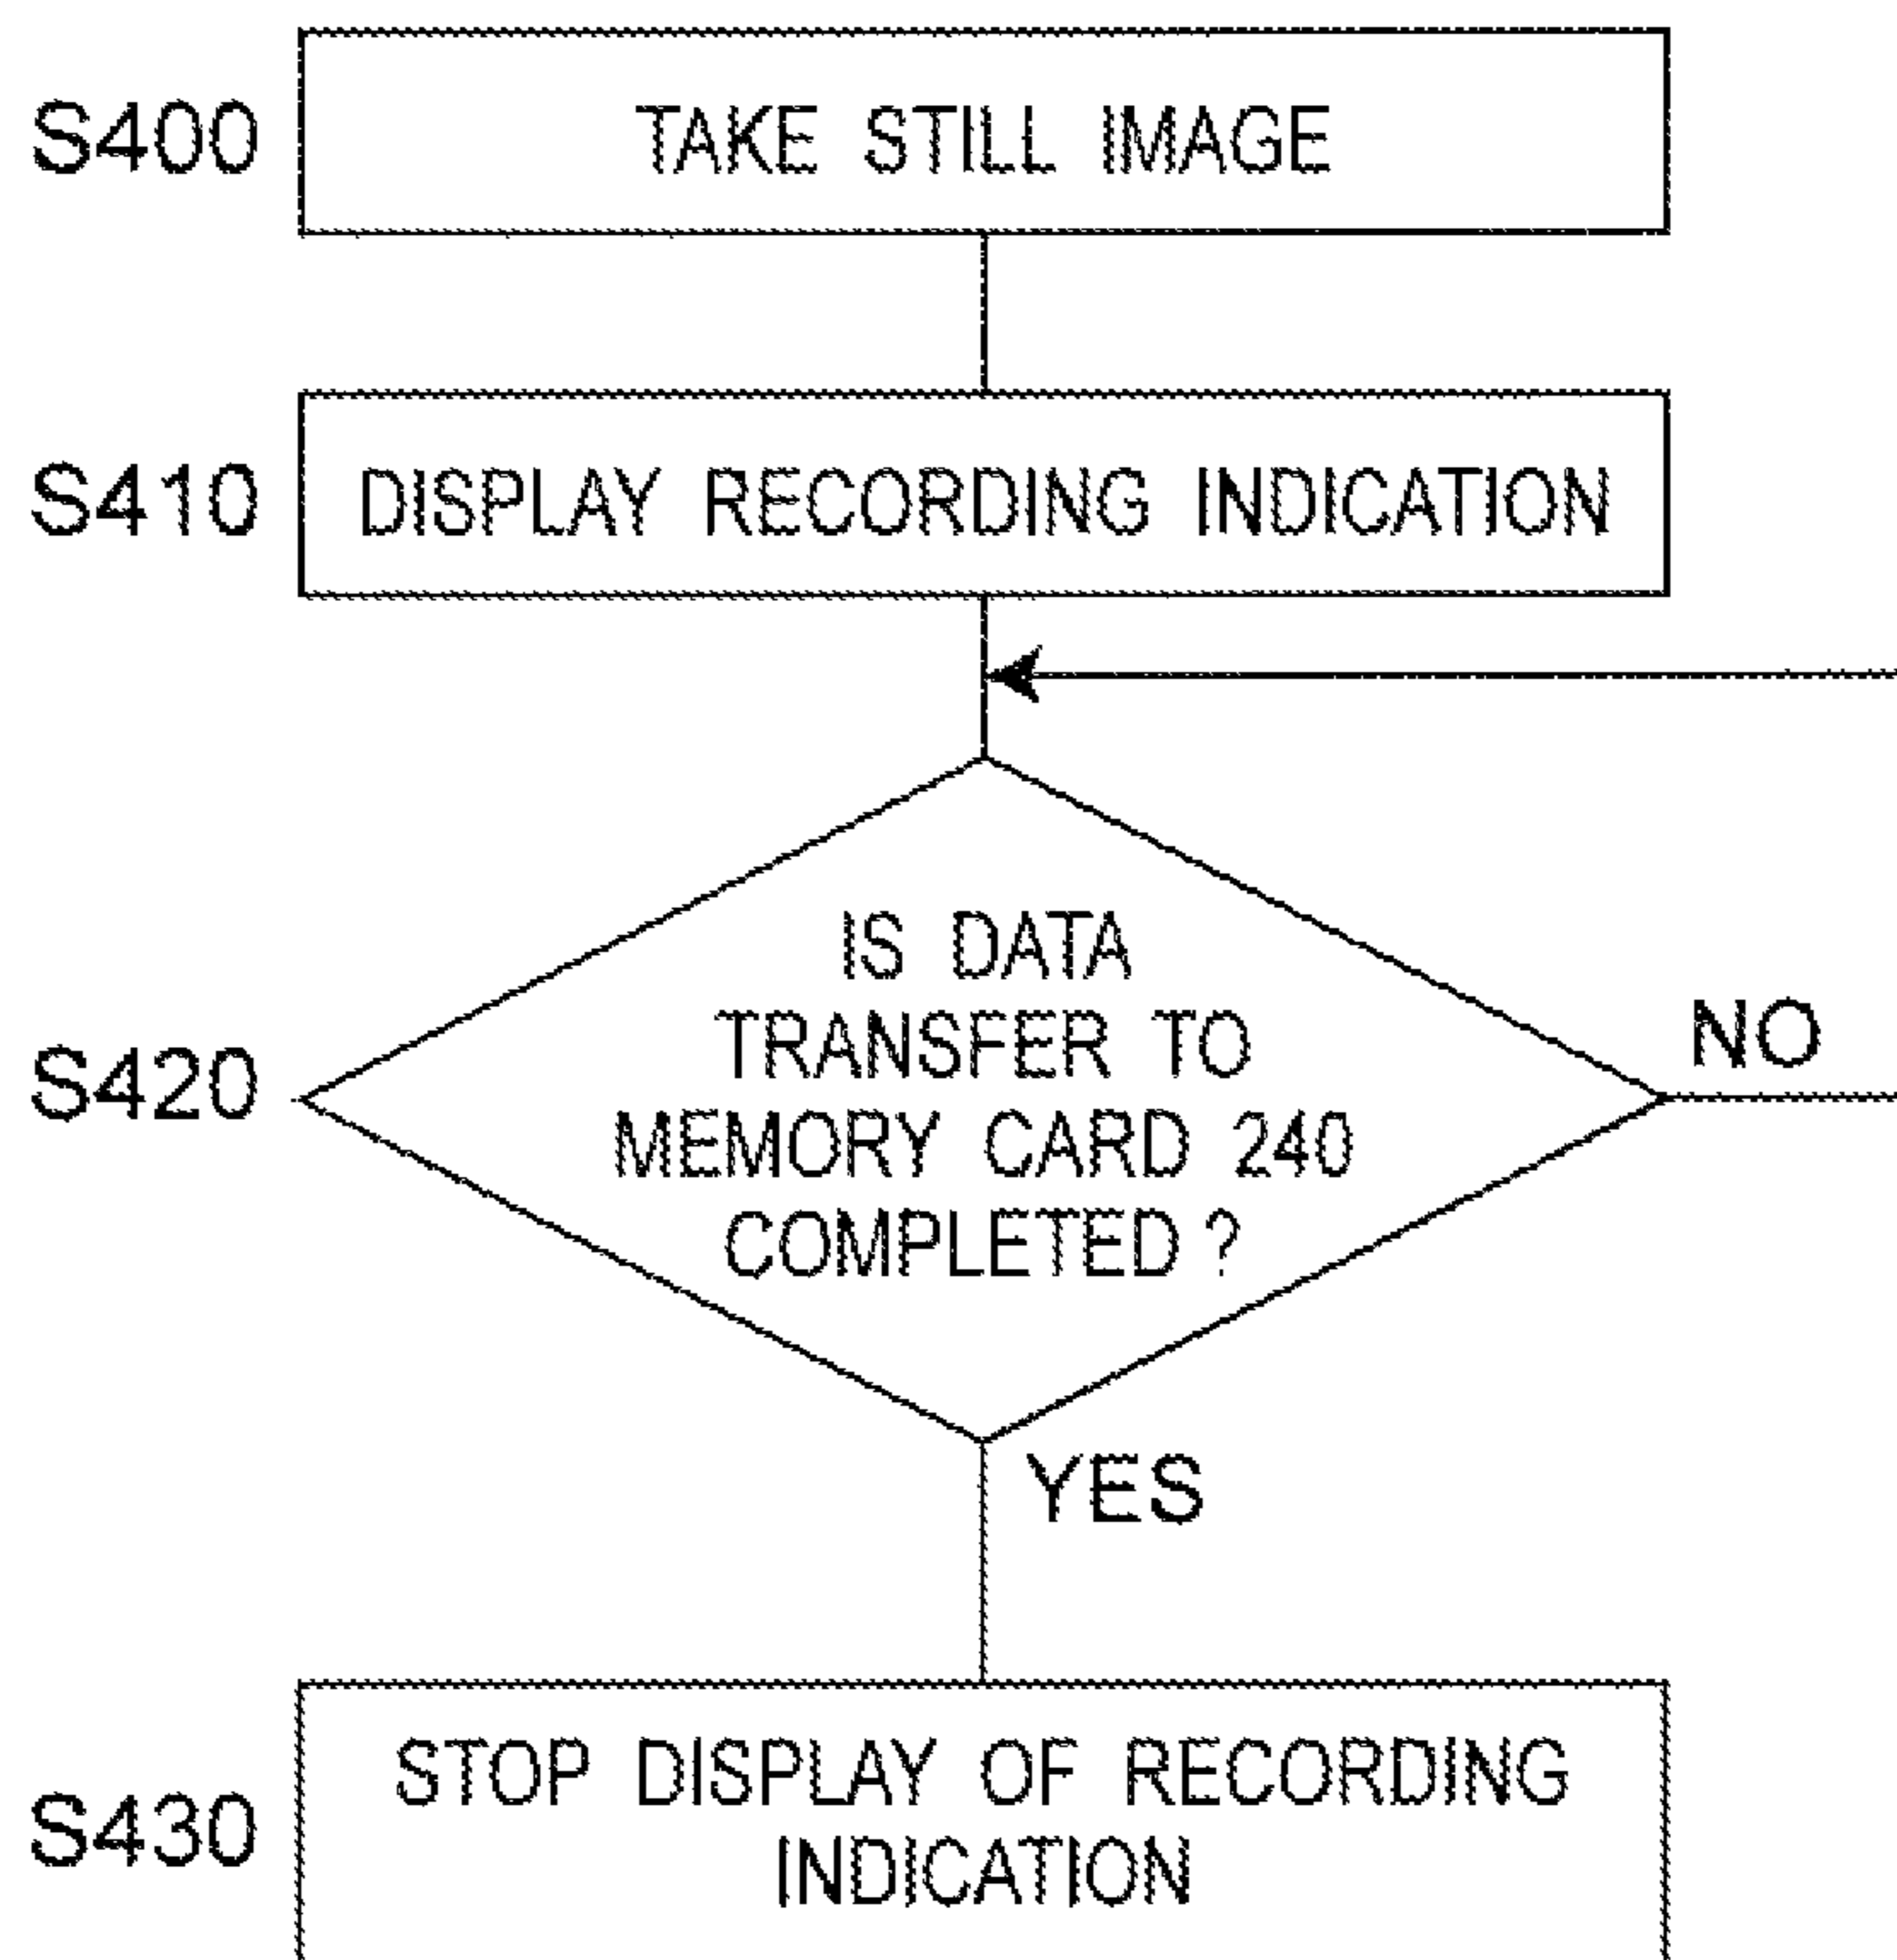 S400 TAKE STILL IMAGE
S410 DISPLAY RECORDING INDICATION
IS DATA
TRANSFER TO
MEMORY CARD 240
COMPLETED ?
S420
NO
YES
STOP DISPLAY OF RECORDING
INDICATION
S430